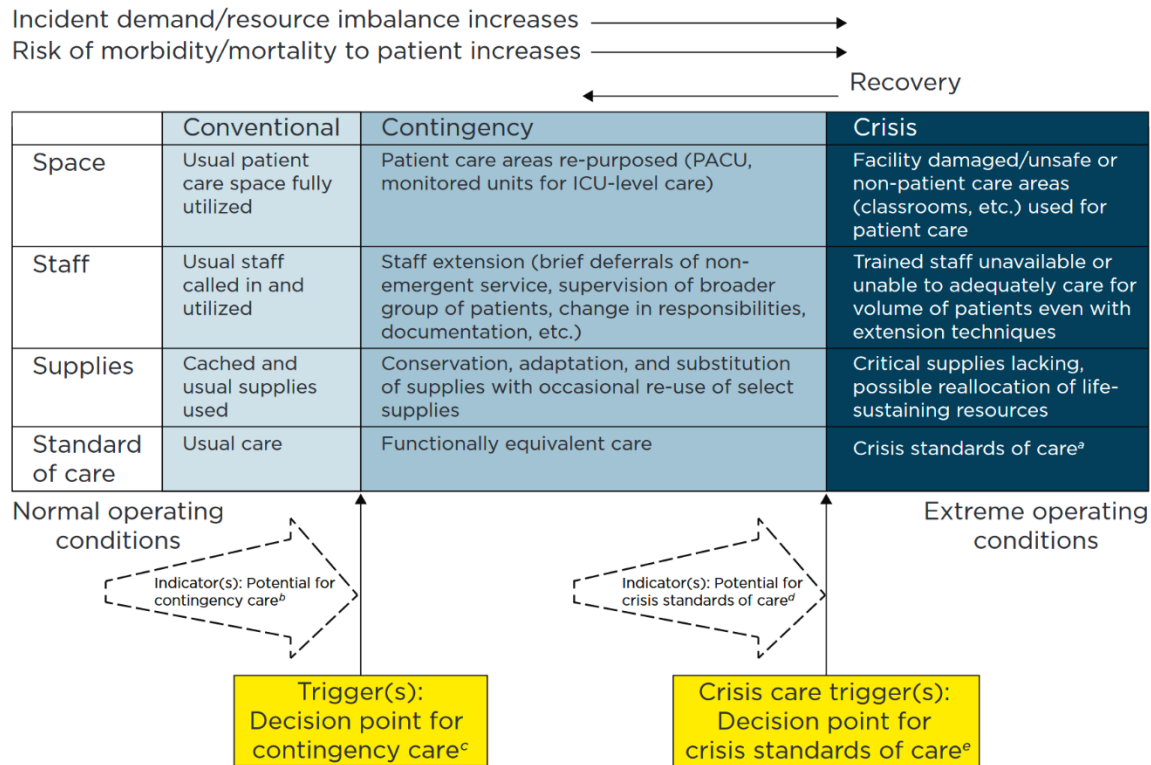 Incident demand/resource imbalance increases
Risk of morbidity/mortality to patient increases
Recovery
Conventional
Contingency
Crisis
Space
Usual patient
care space fully
utilized
Patient care areas re-purposed (PACU,
monitored units for ICU-level care)
Facility damaged/unsafe or
non-patient care areas
(classrooms, etc.) used for
patient care
Staff
Usual staff
called in and
utilized
Staff extension (brief deferrals of non-
emergent service, supervision of broader
group of patients, change in responsibilities,
documentation, etc.)
Trained staff unavailable or
unable to adequately care for
volume of patients even with
extension techniques
Supplies
Cached and
usual supplies
used
Conservation, adaptation, and substitution
of supplies with occasional re-use of select
supplies
Critical supplies lacking,
possible reallocation of life-
sustaining resources
Standard
of care
Usual care
Functionally equivalent care
Crisis standards of careᵃ
Normal operating
conditions
Extreme operating
conditions
Indicator(s): Potential for
contingency careᵇ
Indicator(s): Potential for
crisis standards of careᵈ
Trigger(s):
Decision point for
contingency careᶜ
Crisis care trigger(s):
Decision point for
crisis standards of careᵉ